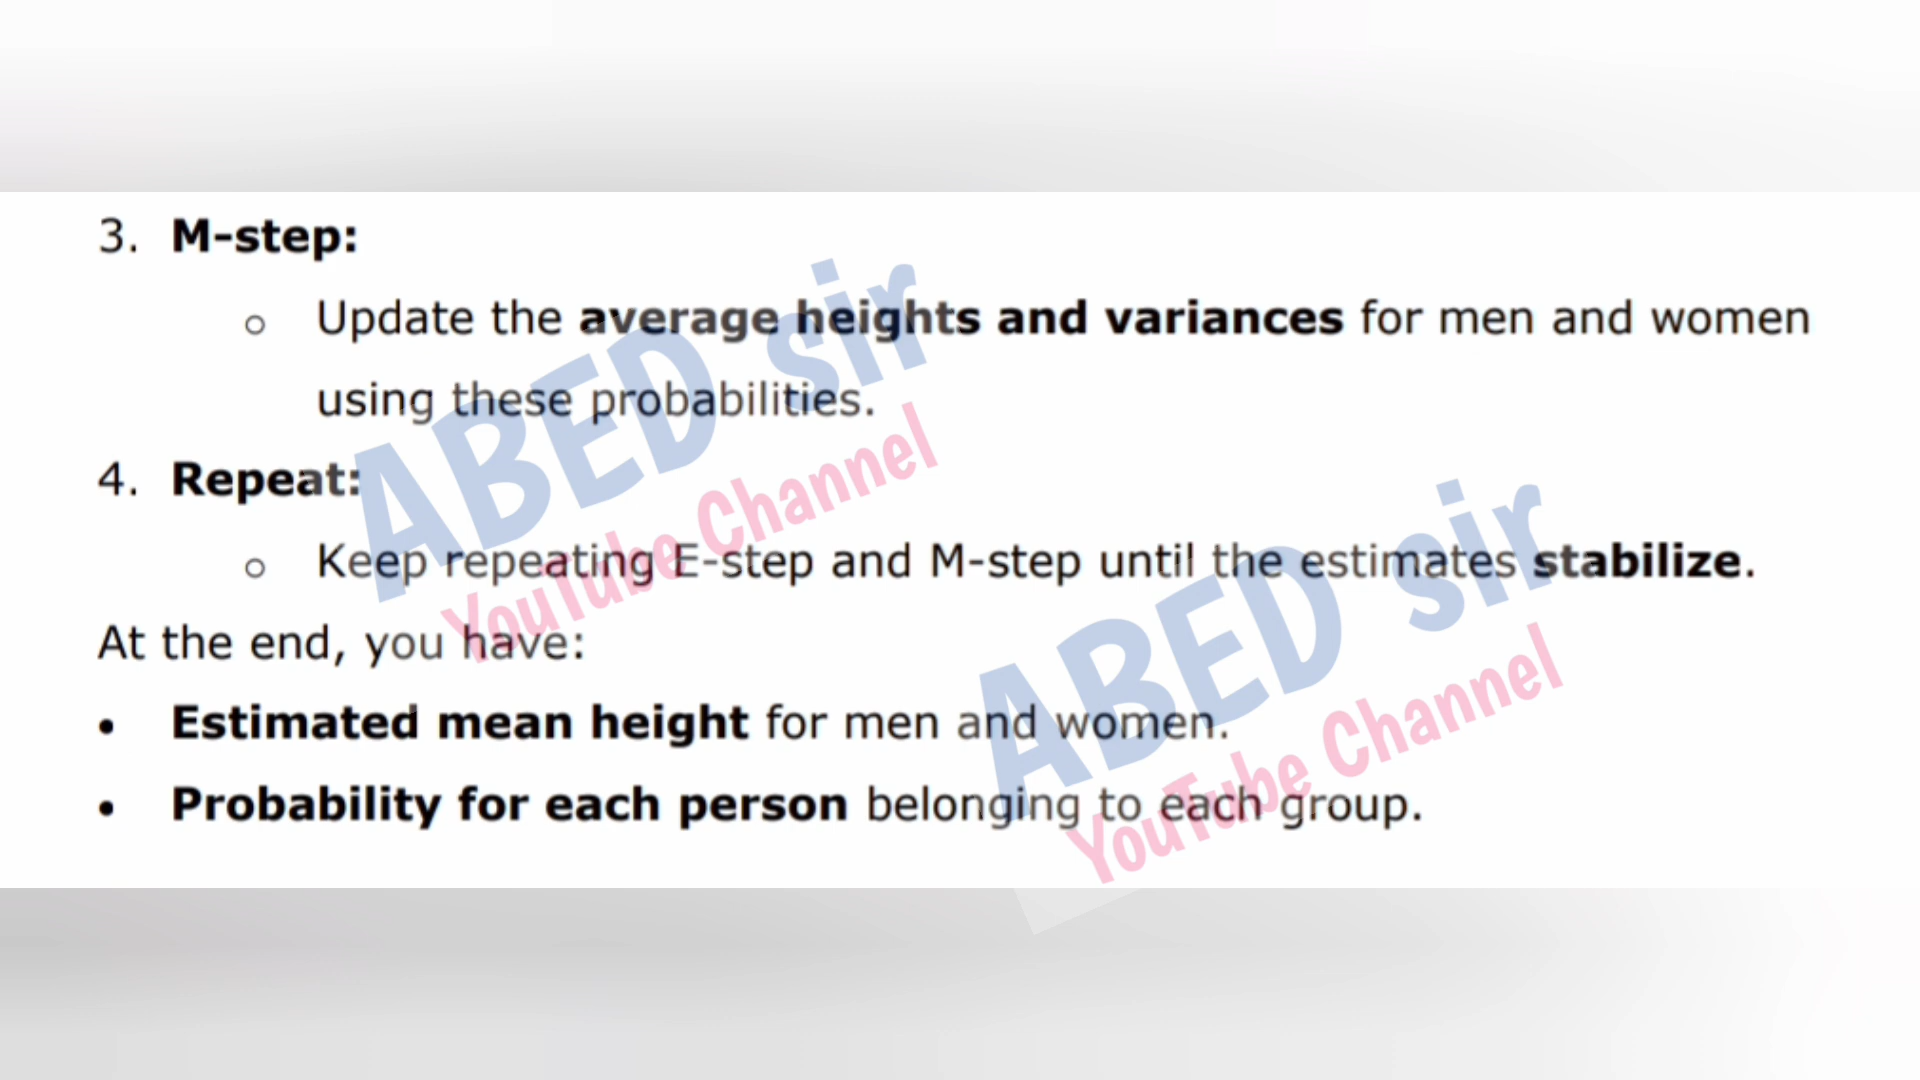 3. M-step:
o Update the average heights and variances for men and women
using these probabilities.
4. Repeat:
o Keep repeating E-step and M-step until the estimates stabilize.
At the end, you have:
• Estimated mean height for men and women.
• Probability for each person belonging to each group.
ABED sir
YouTube Channel
ABED sir
YouTube Channel